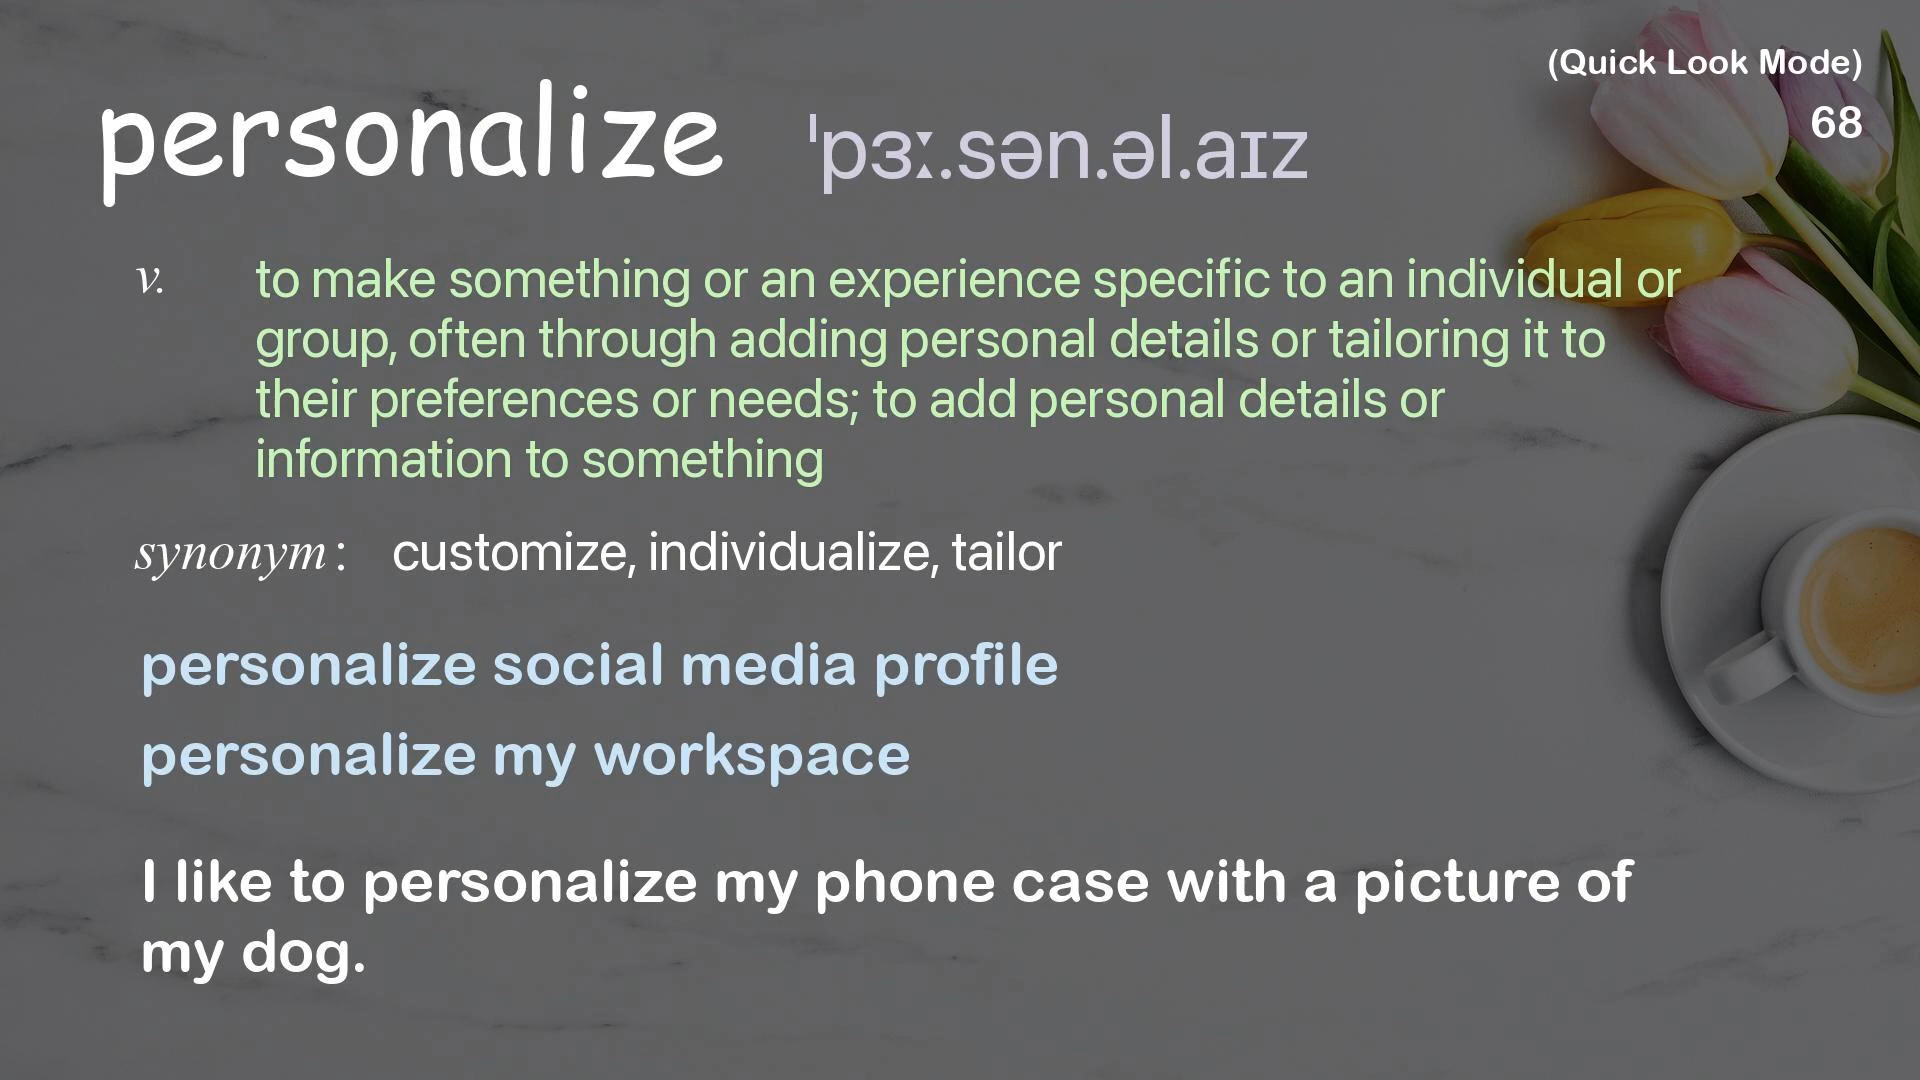 (Quick Look Mode)
68
personalize ˈpɜː.sən.əl.aɪz
v. to make something or an experience specific to an individual or
group, often through adding personal details or tailoring it to
their preferences or needs; to add personal details or
information to something
synonym: customize, individualize, tailor
personalize social media profile
personalize my workspace
I like to personalize my phone case with a picture of
my dog.